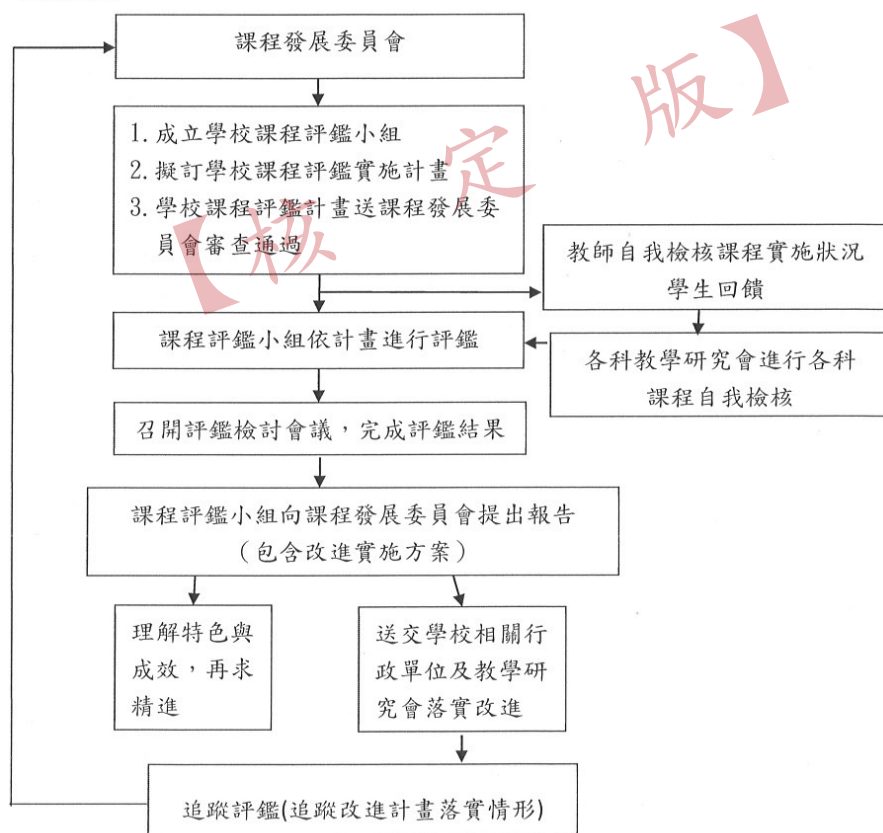 課程發展委員會
1.成立學校課程評鑑小組
2.擬訂學校課程評鑑實施計畫
3.學校課程評鑑計畫送課程發展委
員會審查通過
【核定版】
教師自我檢核課程實施狀況
學生回饋
課程評鑑小組依計畫進行評鑑
各科教學研究會進行各科
課程自我檢核
召開評鑑檢討會議，完成評鑑結果
課程評鑑小組向課程發展委員會提出報告
（包含改進實施方案）
理解特色與
成效，再求
精進
送交學校相關行
政單位及教學研
究會落實改進
追蹤評鑑(追蹤改進計畫落實情形)